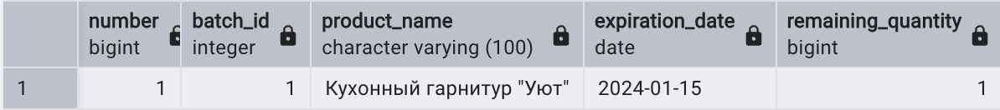 number batch_id product_name expiration_date remaining_quantity
bigint integer character varying (100) date bigint
1 1 1 Кухонный гарнитур "Уют" 2024-01-15 1